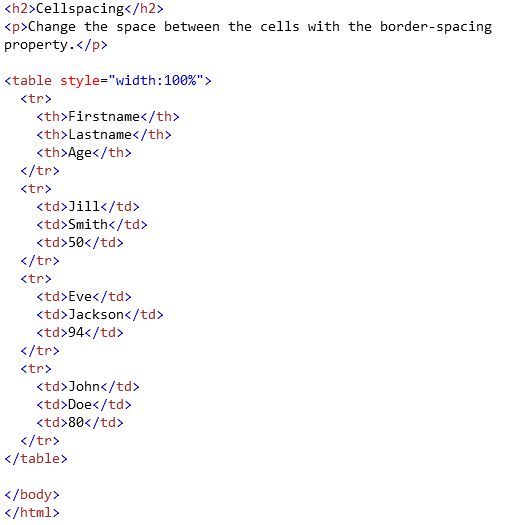 <h2>Cellspacing</h2>
<p>Change the space between the cells with the border-spacing
property.</p>

<table style="width:100%">
  <tr>
    <th>Firstname</th>
    <th>Lastname</th>
    <th>Age</th>
  </tr>
  <tr>
    <td>Jill</td>
    <td>Smith</td>
    <td>50</td>
  </tr>
  <tr>
    <td>Eve</td>
    <td>Jackson</td>
    <td>94</td>
  </tr>
  <tr>
    <td>John</td>
    <td>Doe</td>
    <td>80</td>
  </tr>
</table>

</body>
</html>